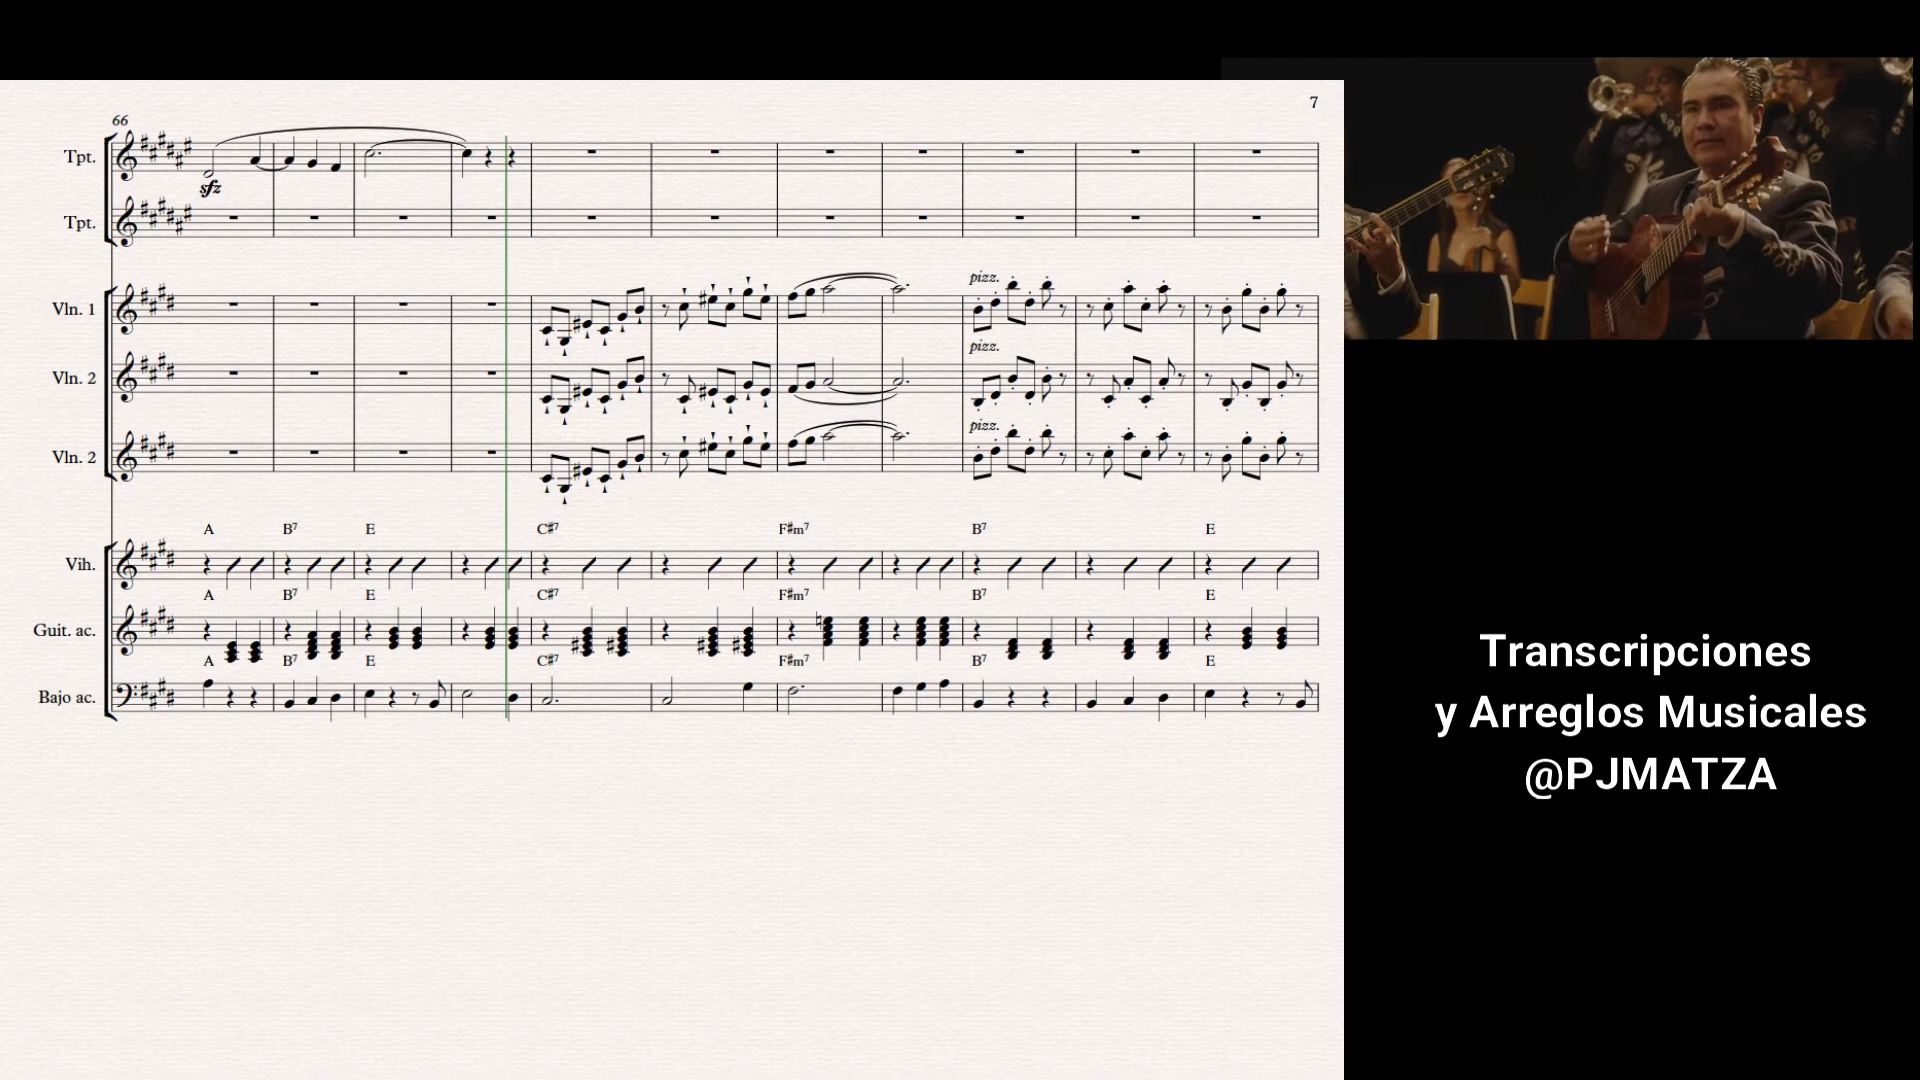 7
66
Tpt.
sfz
Tpt.
pizz.
Vln. 1
pizz.
Vln. 2
pizz.
Vln. 2
A B7 E C#7 F#m7 B7 E
Vih.
A B7 E C#7 F#m7 B7 E
Guit. ac.
A B7 E C#7 F#m7 B7 E
Bajo ac.
Transcripciones
y Arreglos Musicales
@PJMATZA